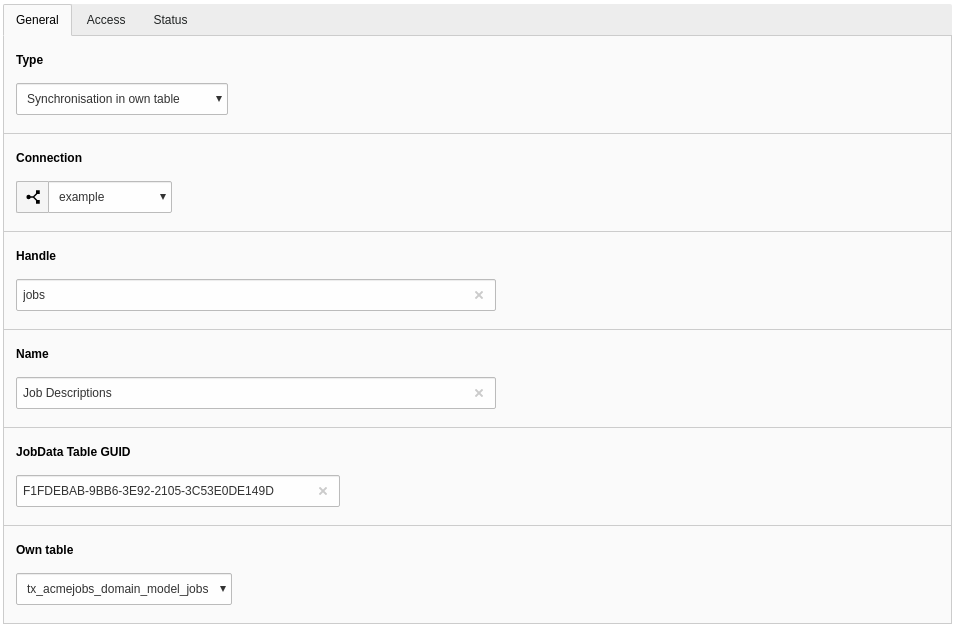 General Access Status
Type
Synchronisation in own table
Connection
example
Handle
jobs
Name
Job Descriptions
JobData Table GUID
F1FDEBAB-9BB6-3E92-2105-3C53E0DE149D
Own table
tx_acmejobs_domain_model_jobs